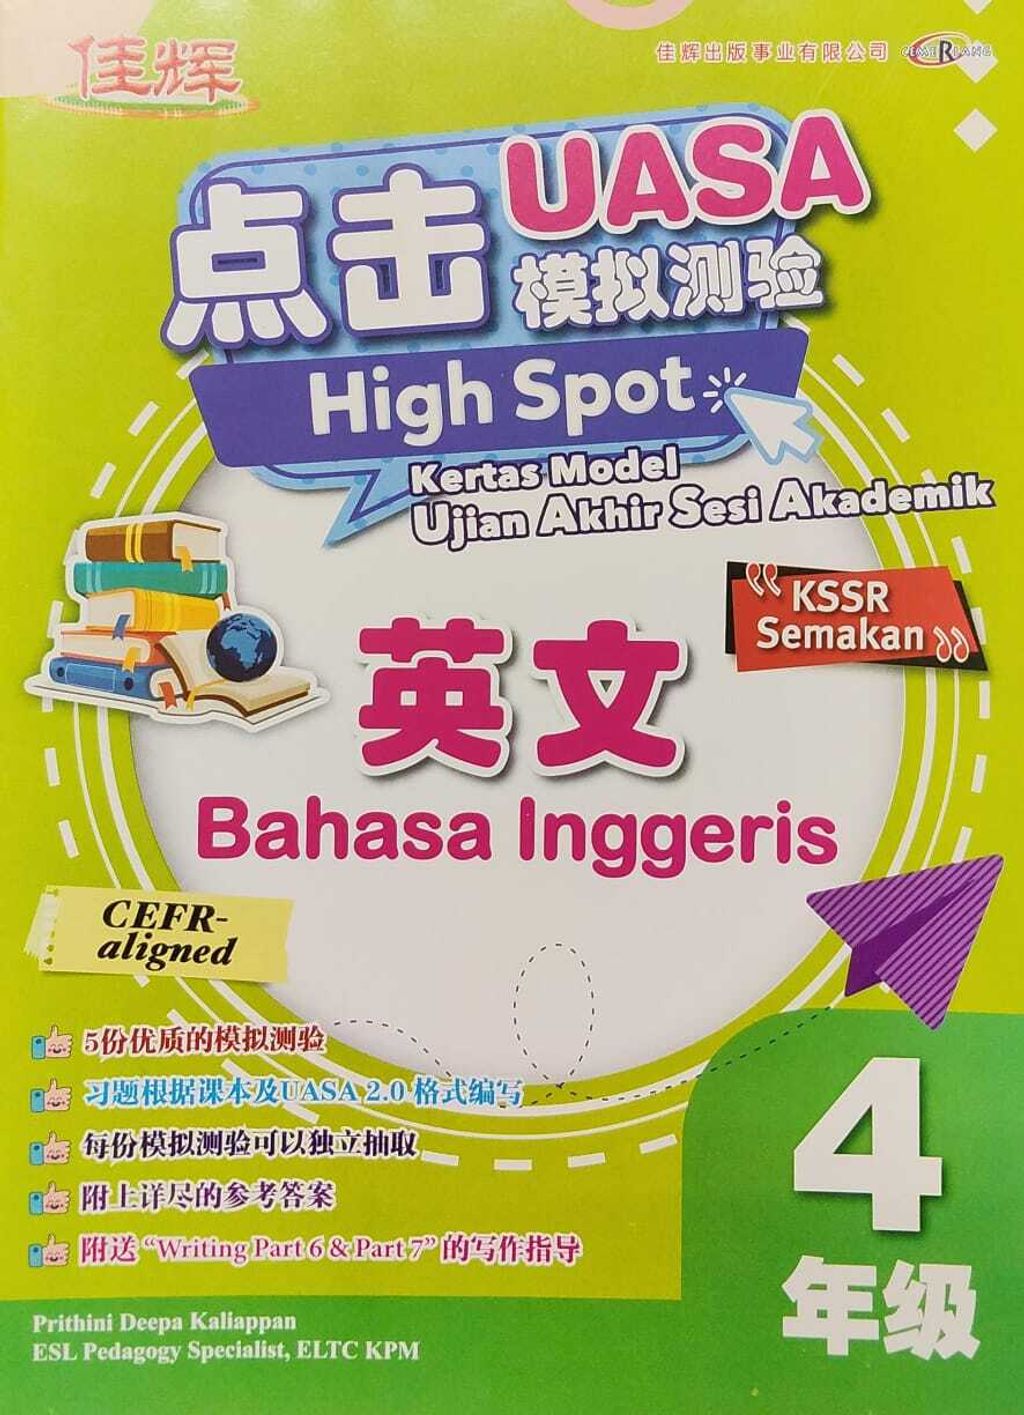 佳辉
佳辉出版事业有限公司
CEMERLANG
点击
UASA
模拟测验
High Spot
Kertas Model
Ujian Akhir Sesi Akademik
“KSSR
Semakan”
英文
Bahasa Inggeris
CEFR-
aligned
5份优质的模拟测验
习题根据课本及UASA 2.0 格式编写
每份模拟测验可以独立抽取
附上详尽的参考答案
附送 “Writing Part 6 & Part 7” 的写作指导
4
年级
Prithini Deepa Kaliappan
ESL Pedagogy Specialist, ELTC KPM